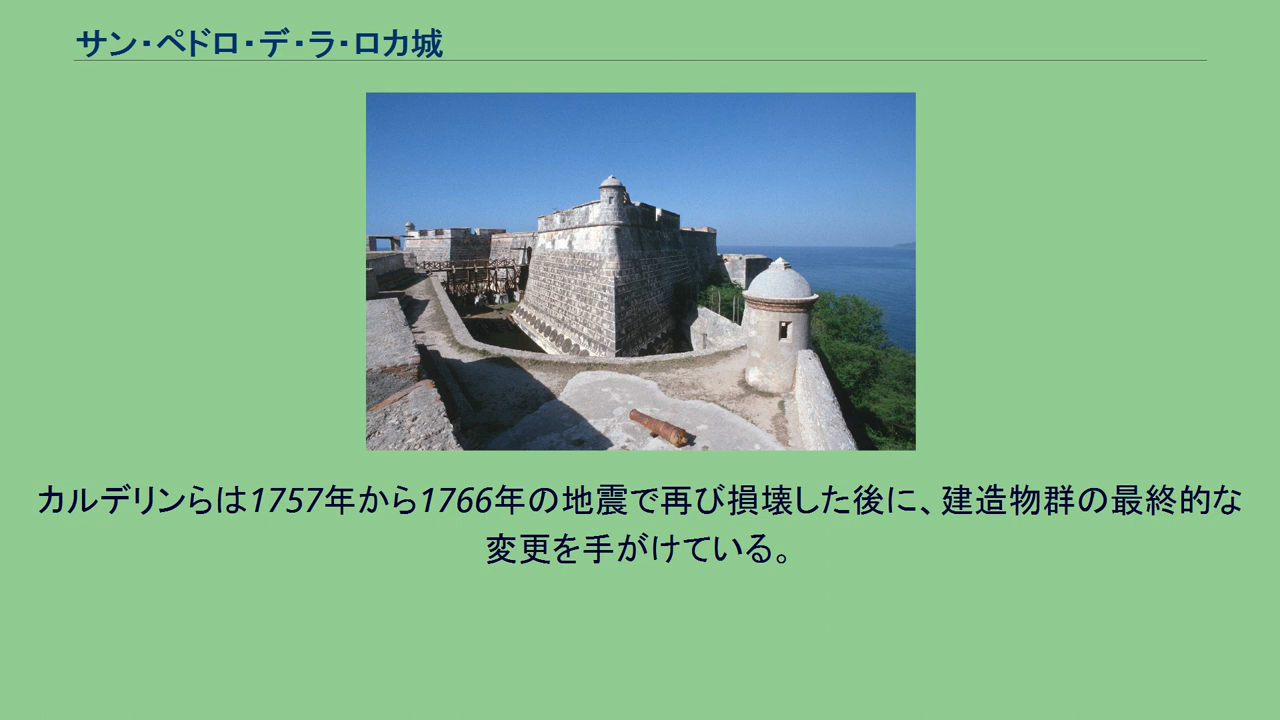 サン・ペドロ・デ・ラ・ロカ城
カルデリンらは1757年から1766年の地震で再び損壊した後に、建造物群の最終的な
変更を手がけている。